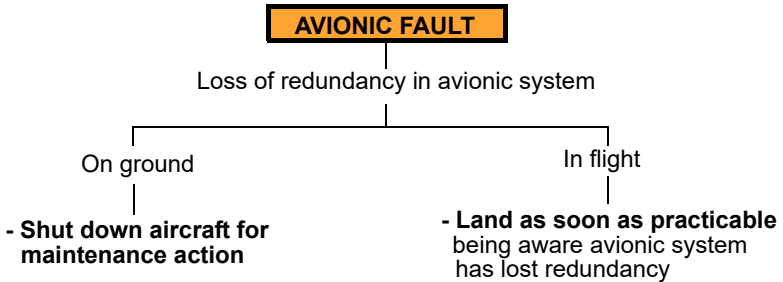 AVIONIC FAULT
Loss of redundancy in avionic system
On ground
- Shut down aircraft for
maintenance action
In flight
- Land as soon as practicable
being aware avionic system
has lost redundancy